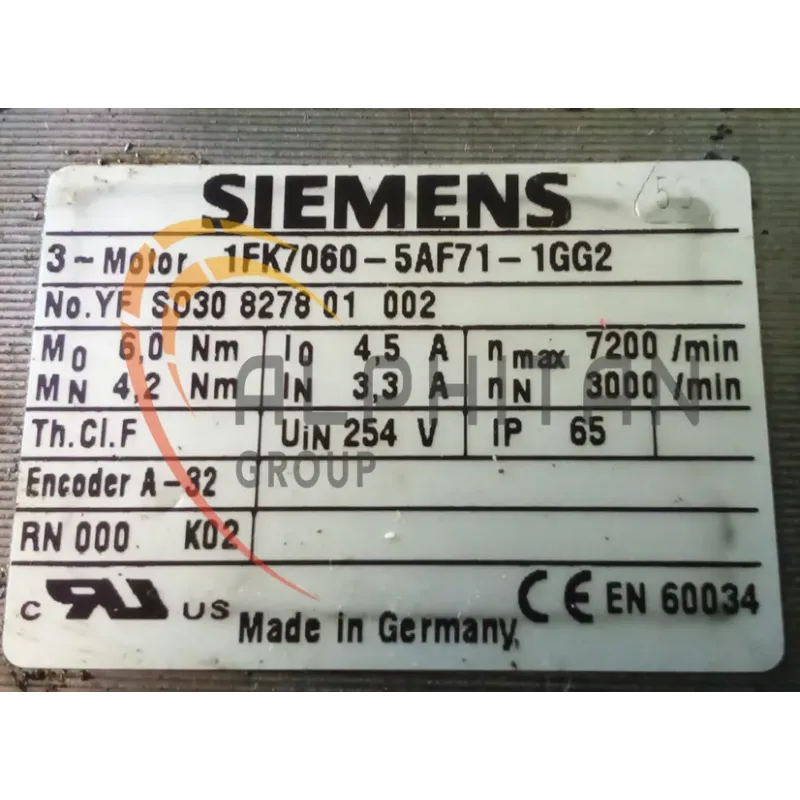 SIEMENS
3~Motor 1FK7060-5AF71-1GG2
No.YF SO30 8278 01 002
M0 6,0 Nm I0 4,5 A nmax 7200 /min
MN 4,2 Nm IN 3,3 A nN 3000 /min
ALPHITAN
Th.Cl.F UIN 254 V IP 65
GROUP
Encoder A-32
RN 000 K02
C RU US CE EN 60034
Made in Germany